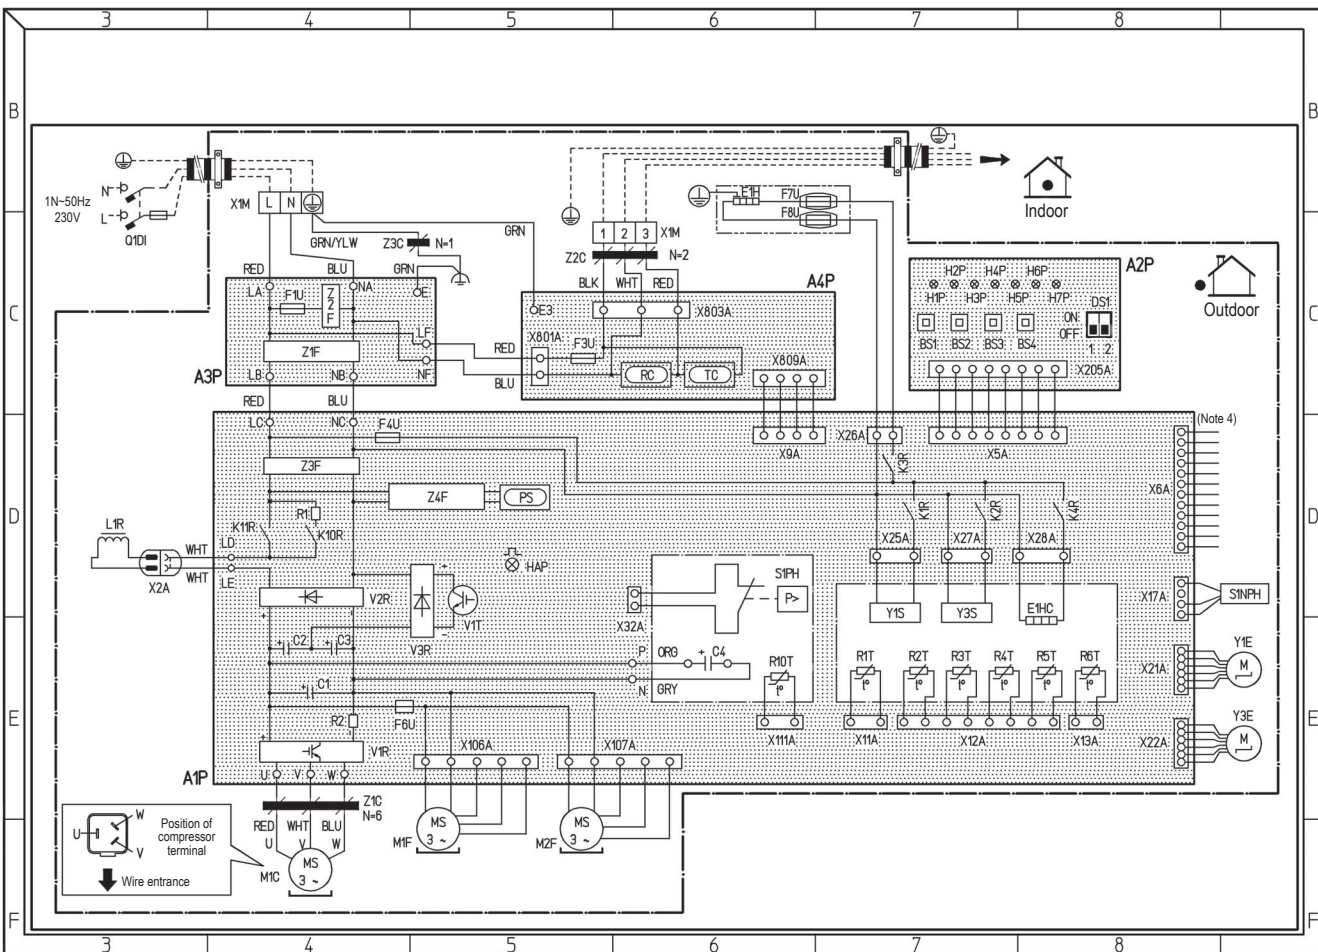 3 4 5 6 7 8
B B
1N~50Hz
230V
N
L
Q1DI
X1M L N
GRN/YLW
Z3C N=1
GRN
GRN
E1H F7U
F8U
Indoor
1 2 3 X1M
Z2C N=2
BLK WHT RED
A4P
A2P
H2P H4P H6P
H1P H3P H5P H7P
DS1
ON
OFF
1 2
BS1 BS2 BS3 BS4
X205A
Outdoor
C C
RED BLU
LA NA E
F1U
Z
2
F
Z1F
LF
NF
LB NB
A3P
RED BLU
E3
X801A
RED
BLU
F3U
X803A
RC TC
X809A
RED BLU
LC NC
F4U
X9A
X26A
K3R
X5A
(Note 4)
X6A
Z3F
Z4F PS
R1
K11R K10R
L1R
X2A
WHT LD
WHT LE
D D
HAP
K1R K2R K4R
X25A X27A X28A
V2R
+
+ -
V1T
V3R
+ C2 + C3
S1PH
P>
X32A
Y1S Y3S E1HC
X17A S1NPH
P ORG + C4
N GRY
R10T
t°
X111A
R1T R2T R3T R4T R5T R6T
t° t° t° t° t° t°
X11A X12A X13A
X21A Y1E
M
X22A Y3E
M
E E
+ C1
R2
F6U
+ -
V1R
X106A X107A
A1P
U V W
Z1C
N=6
RED WHT BLU
U V W
M1C
MS
3 ~
M1F
MS
3 ~
M2F
MS
3 ~
U W
V
Position of
compressor
terminal
Wire entrance
F F
3 4 5 6 7 8